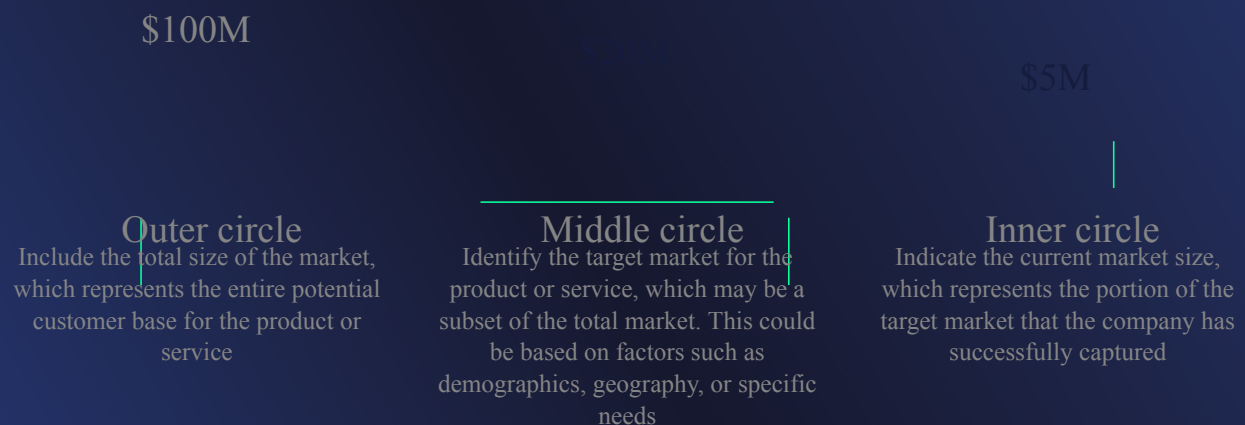 $100M
$5M
Outer circle
Include the total size of the market,
which represents the entire potential
customer base for the product or
service
Middle circle
Identify the target market for the
product or service, which may be a
subset of the total market. This could
be based on factors such as
demographics, geography, or specific
needs
Inner circle
Indicate the current market size,
which represents the portion of the
target market that the company has
successfully captured